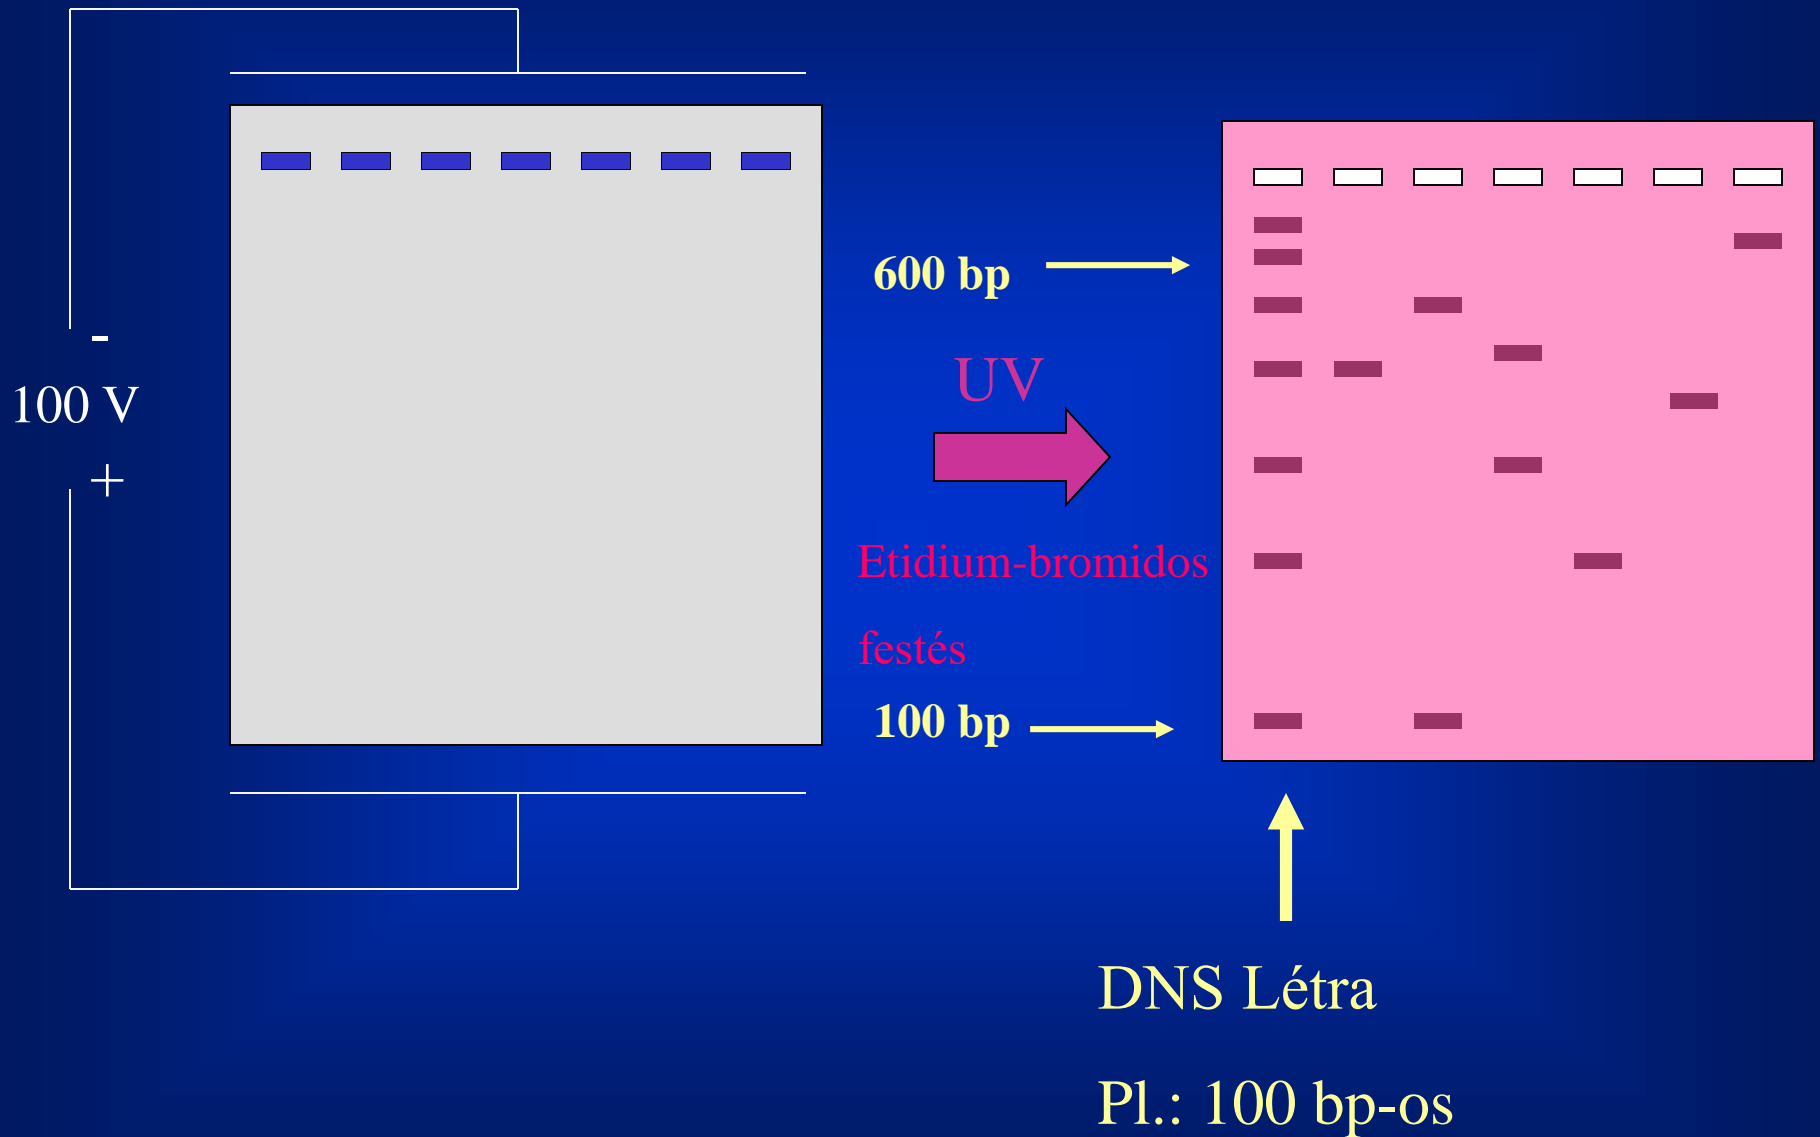 -
100 V
+
600 bp
UV
Etidium-bromidos
festés
100 bp
DNS Létra
Pl.: 100 bp-os